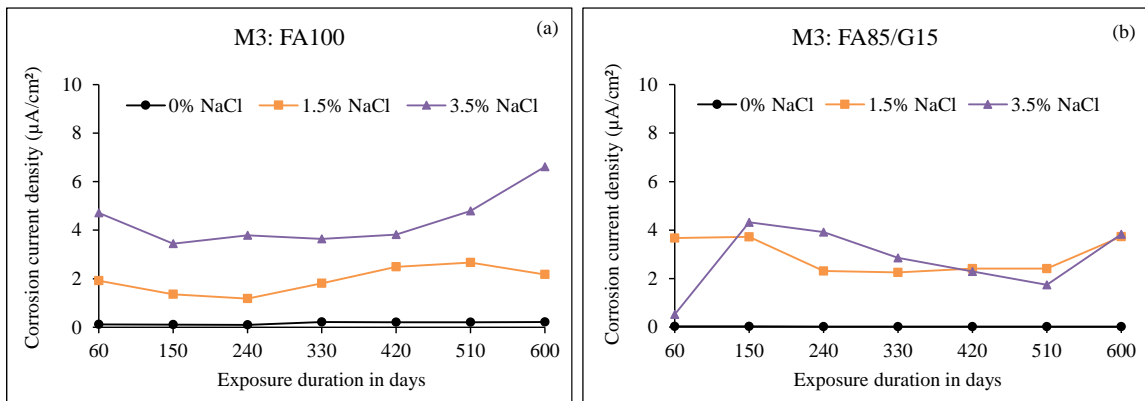 M3: FA100
(a)
Corrosion current density (µA/cm²)
10
8
6
4
2
0
0% NaCl
1.5% NaCl
3.5% NaCl
60 150 240 330 420 510 600
Exposure duration in days
M3: FA85/G15
(b)
Corrosion current density (µA/cm²)
10
8
6
4
2
0
0% NaCl
1.5% NaCl
3.5% NaCl
60 150 240 330 420 510 600
Exposure duration in days